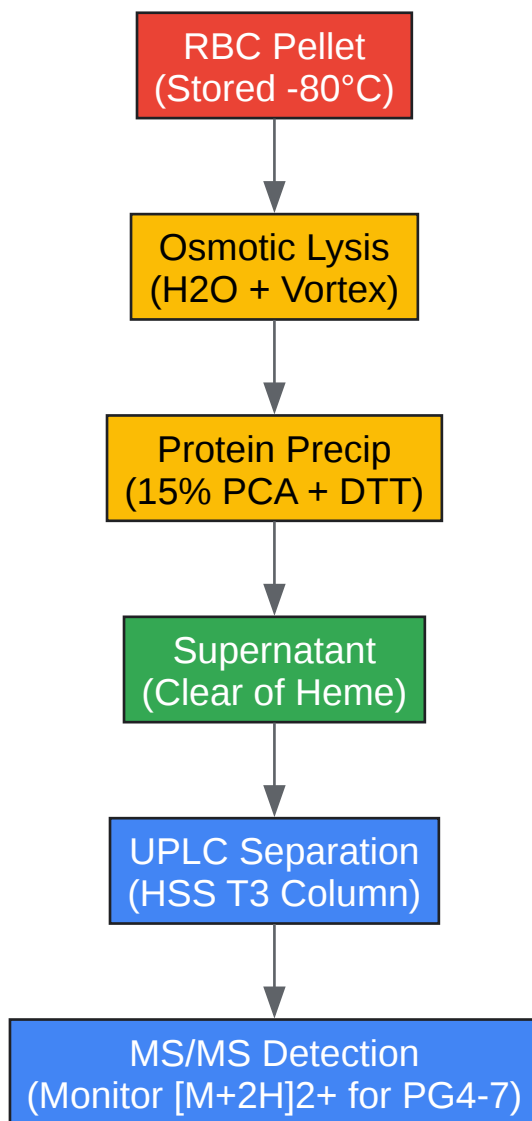 RBC Pellet
(Stored -80°C)
Osmotic Lysis
(H2O + Vortex)
Protein Precip
(15% PCA + DTT)
Supernatant
(Clear of Heme)
UPLC Separation
(HSS T3 Column)
MS/MS Detection
(Monitor [M+2H]2+ for PG4-7)